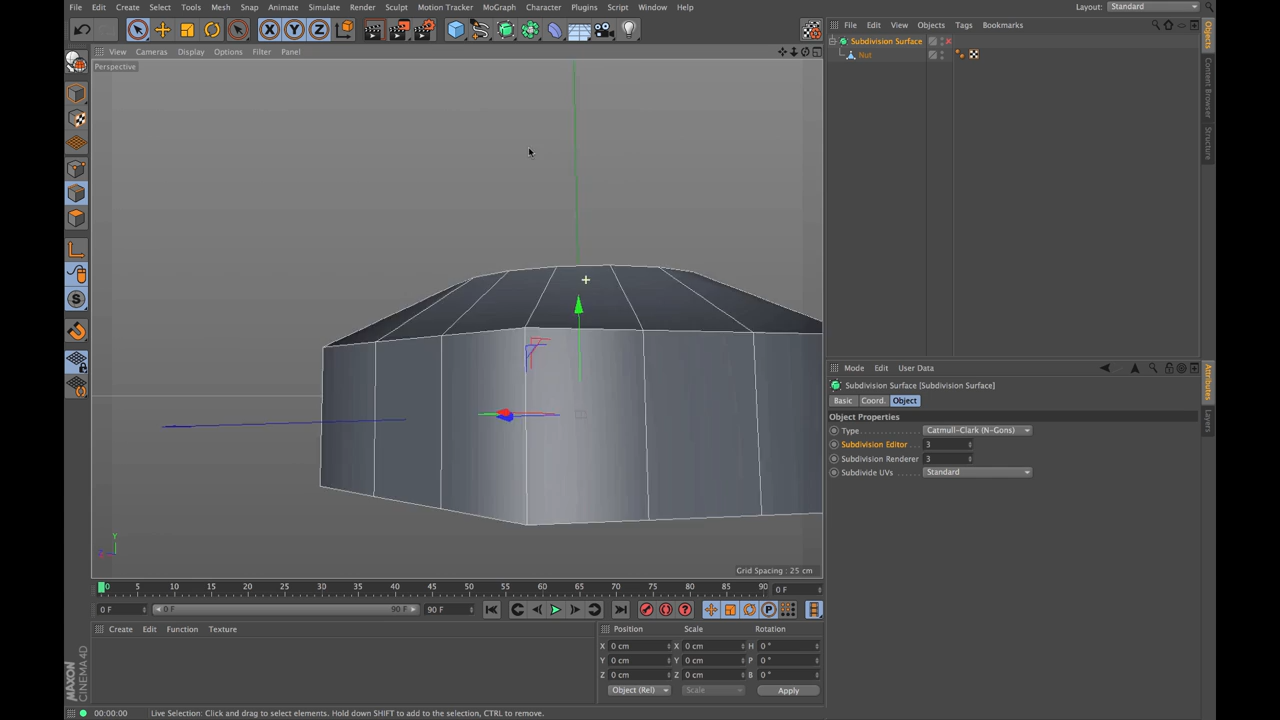 File Edit Create Select Tools Mesh Snap Animate Simulate Render Sculpt Motion Tracker MoGraph Character Plugins Script Window Help
Layout: Standard
File Edit View Objects Tags Bookmarks
Subdivision Surface
Nut
View Cameras Display Options Filter Panel
Perspective
Objects
Content Browser
Structure
Mode Edit User Data
Subdivision Surface [Subdivision Surface]
Basic Coord. Object
Object Properties
Type Catmull-Clark (N-Gons)
Subdivision Editor 3
Subdivision Renderer 3
Subdivide UVs Standard
Attributes
Layers
Y
Grid Spacing : 25 cm
0 5 10 15 20 25 30 35 40 45 50 55 60 65 70 75 80 85 90 0 F
0 F 0 F 90 F 90 F
Create Edit Function Texture
Position Scale Rotation
X 0 cm X 0 cm H 0 °
Y 0 cm Y 0 cm P 0 °
Z 0 cm Z 0 cm B 0 °
Object (Rel) Scale Apply
MAXON
CINEMA 4D
00:00:00 Live Selection: Click and drag to select elements. Hold down SHIFT to add to the selection, CTRL to remove.